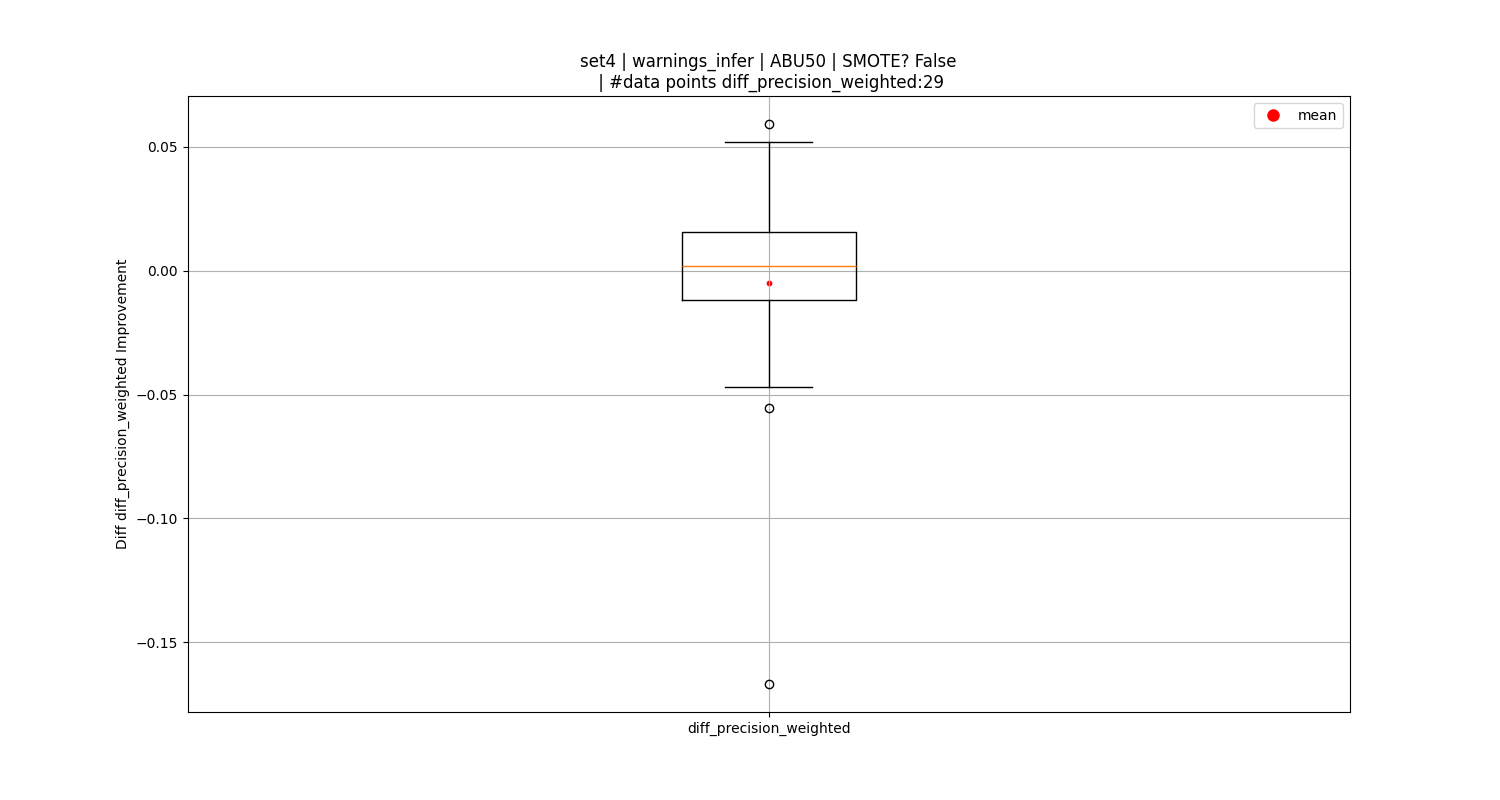 set4 | warnings_infer | ABU50 | SMOTE? False
| #data points diff_precision_weighted:29
mean
0.05
0.00
−0.05
−0.10
−0.15
Diff diff_precision_weighted Improvement
diff_precision_weighted